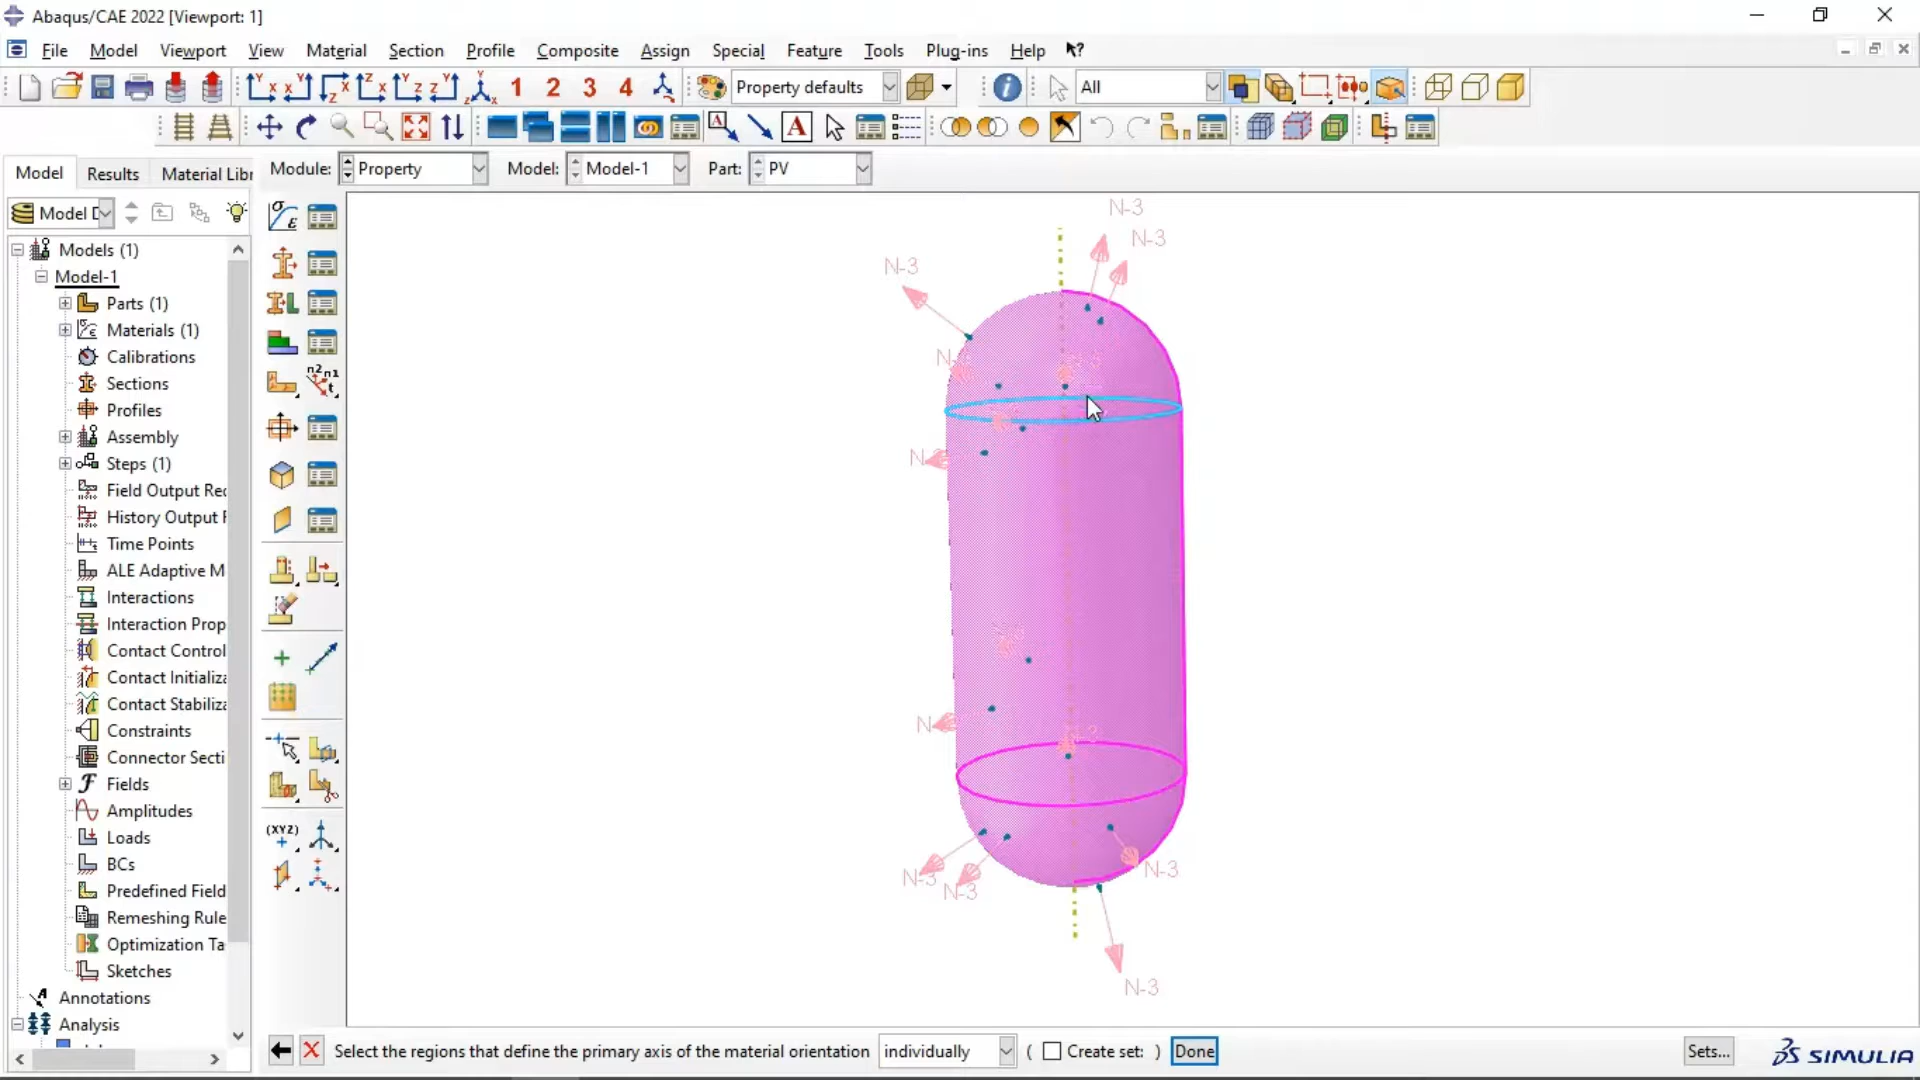 Abaqus/CAE 2022 [Viewport: 1]
File Model Viewport View Material Section Profile Composite Assign Special Feature Tools Plug-ins Help
1 2 3 4 Property defaults All
Model Results Material Libr
Module: Property Model: Model-1 Part: PV
Model D
Models (1)
Model-1
Parts (1)
Materials (1)
Calibrations
Sections
Profiles
Assembly
Steps (1)
Field Output Rec
History Output R
Time Points
ALE Adaptive M
Interactions
Interaction Prop
Contact Control
Contact Initializa
Contact Stabiliza
Constraints
Connector Secti
Fields
Amplitudes
Loads
BCs
Predefined Field
Remeshing Rule
Optimization Ta
Sketches
Annotations
Analysis
N-3
N-3
N-3
N-3
N-3
N-3
N-3
Select the regions that define the primary axis of the material orientation individually ( Create set: ) Done Sets... SIMULIA